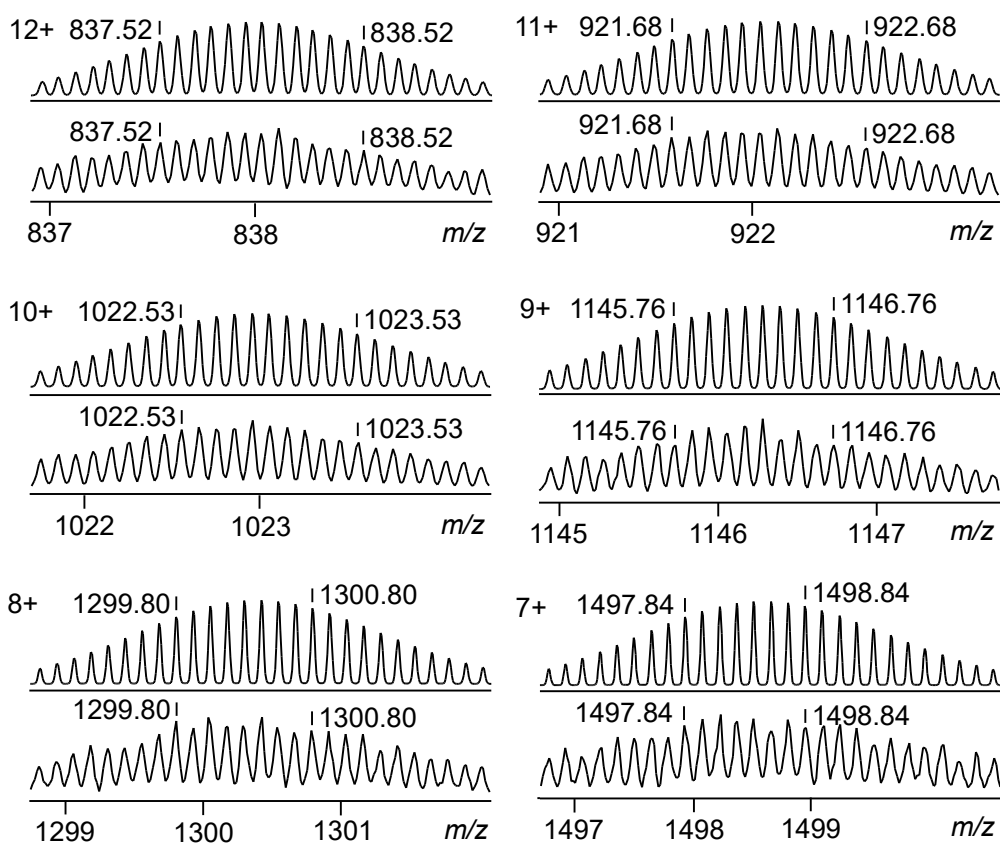 12+ 837.52 838.52
837.52 838.52
837 838 m/z
11+ 921.68 922.68
921.68 922.68
921 922 m/z
10+ 1022.53 1023.53
1022.53 1023.53
1022 1023 m/z
9+ 1145.76 1146.76
1145.76 1146.76
1145 1146 1147 m/z
8+ 1299.80 1300.80
1299.80 1300.80
1299 1300 1301 m/z
7+ 1497.84 1498.84
1497.84 1498.84
1497 1498 1499 m/z